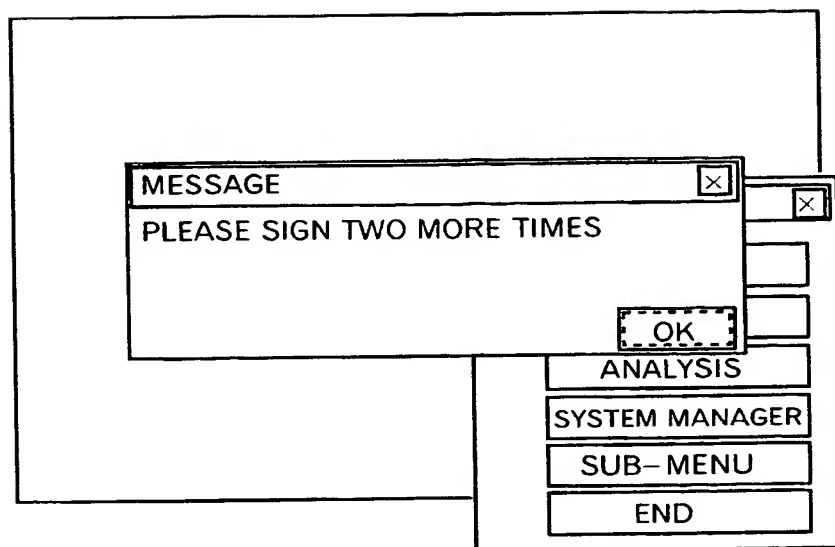 MESSAGE
PLEASE SIGN TWO MORE TIMES
OK
ANALYSIS
SYSTEM MANAGER
SUB-MENU
END